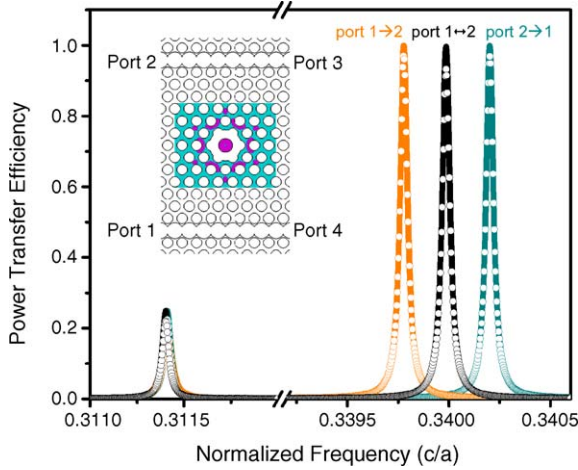 port 1→2 port 1↔2 port 2→1
1.0
0.8
0.6
0.4
0.2
0.0
Power Transfer Efficiency
Port 2 Port 3
Port 1 Port 4
0.3110 0.3115 0.3395 0.3400 0.3405
Normalized Frequency (c/a)